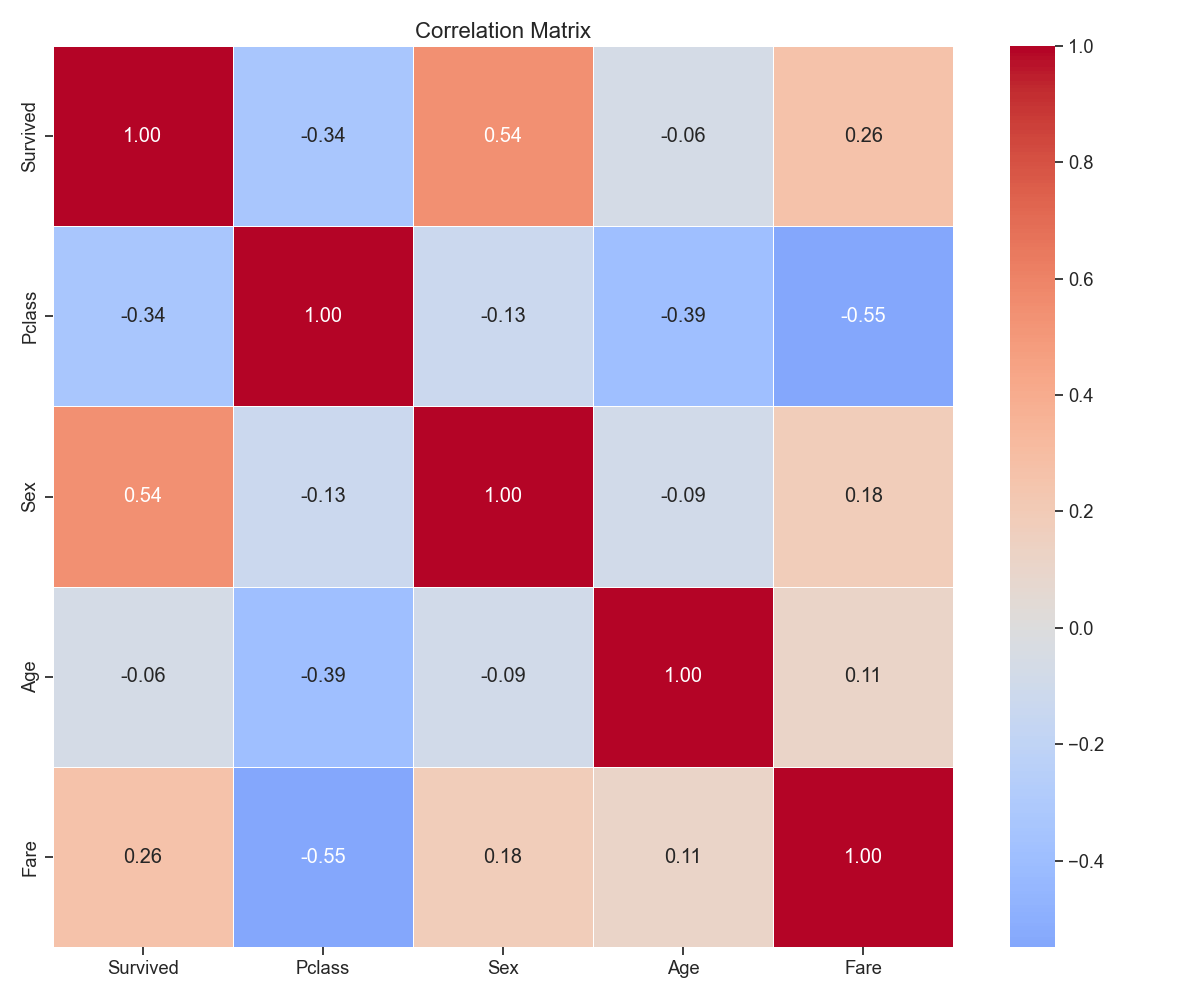 Correlation Matrix
Survived 1.00 -0.34 0.54 -0.06 0.26
Pclass -0.34 1.00 -0.13 -0.39 -0.55
Sex 0.54 -0.13 1.00 -0.09 0.18
Age -0.06 -0.39 -0.09 1.00 0.11
Fare 0.26 -0.55 0.18 0.11 1.00
Survived Pclass Sex Age Fare
1.0
0.8
0.6
0.4
0.2
0.0
−0.2
−0.4